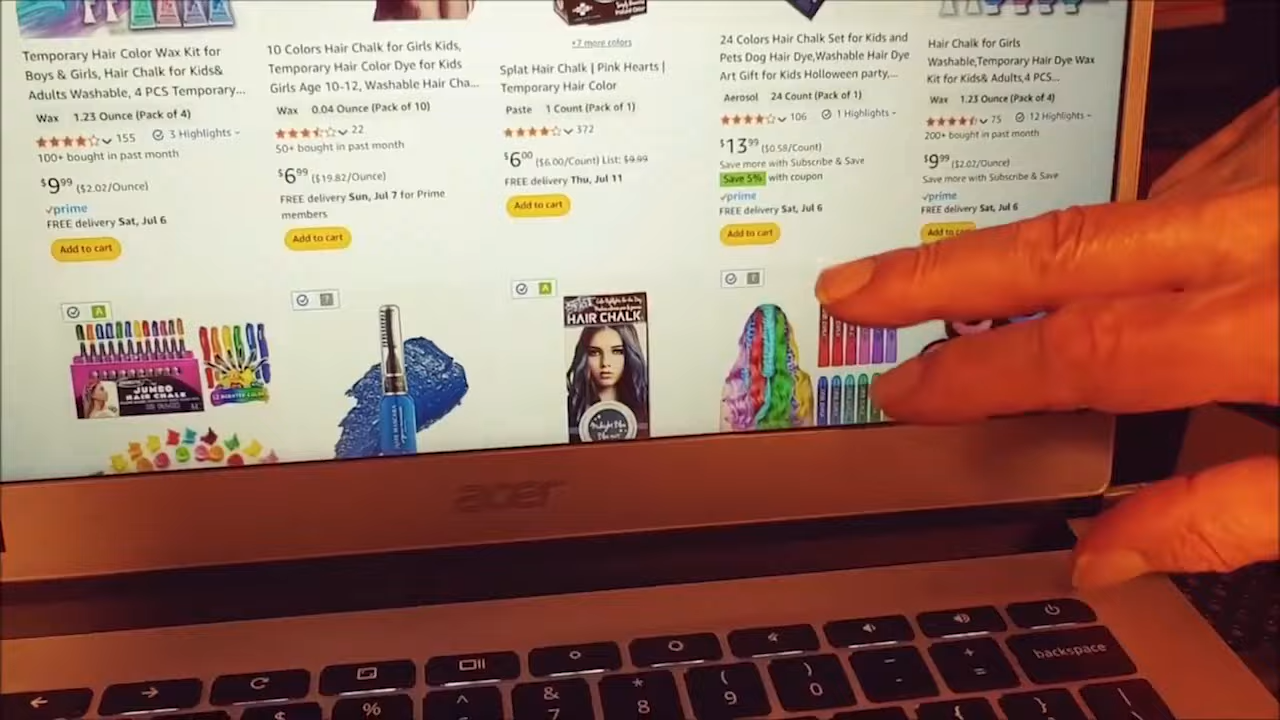 Temporary Hair Color Wax Kit for
Boys & Girls, Hair Chalk for Kids&
Adults Washable, 4 PCS Temporary...
Wax 1.23 Ounce (Pack of 4)
155 3 Highlights
100+ bought in past month
$9.99 ($2.02/Ounce)
prime
FREE delivery Sat, Jul 6
Add to cart
10 Colors Hair Chalk for Girls Kids,
Temporary Hair Color Dye for Kids
Girls Age 10-12, Washable Hair Cha...
Wax 0.04 Ounce (Pack of 10)
22
50+ bought in past month
$6.99 ($19.82/Ounce)
FREE delivery Sun, Jul 7 for Prime
members
Add to cart
+7 more colors
Splat Hair Chalk | Pink Hearts |
Temporary Hair Color
Paste 1 Count (Pack of 1)
372
$6.00 ($6.00/Count) List: $9.99
FREE delivery Thu, Jul 11
Add to cart
24 Colors Hair Chalk Set for Kids and
Pets Dog Hair Dye,Washable Hair Dye
Art Gift for Kids Holloween party,...
Aerosol 24 Count (Pack of 1)
106 1 Highlights
$13.99 ($0.58/Count)
Save more with Subscribe & Save
Save 5% with coupon
prime
FREE delivery Sat, Jul 6
Add to cart
Hair Chalk for Girls
Washable,Temporary Hair Dye Wax
Kit for Kids& Adults,4 PCS...
Wax 1.23 Ounce (Pack of 4)
75 12 Highlights
200+ bought in past month
$9.99 ($2.02/Ounce)
Save more with Subscribe & Save
prime
FREE delivery Sat, Jul 6
Add to
A
?
A
?
JUMBO
HAIR CHALK
HAIR CHALK
acer
backspace
% ^ & 7 * 8 ( 9 ) 0 - + = { }